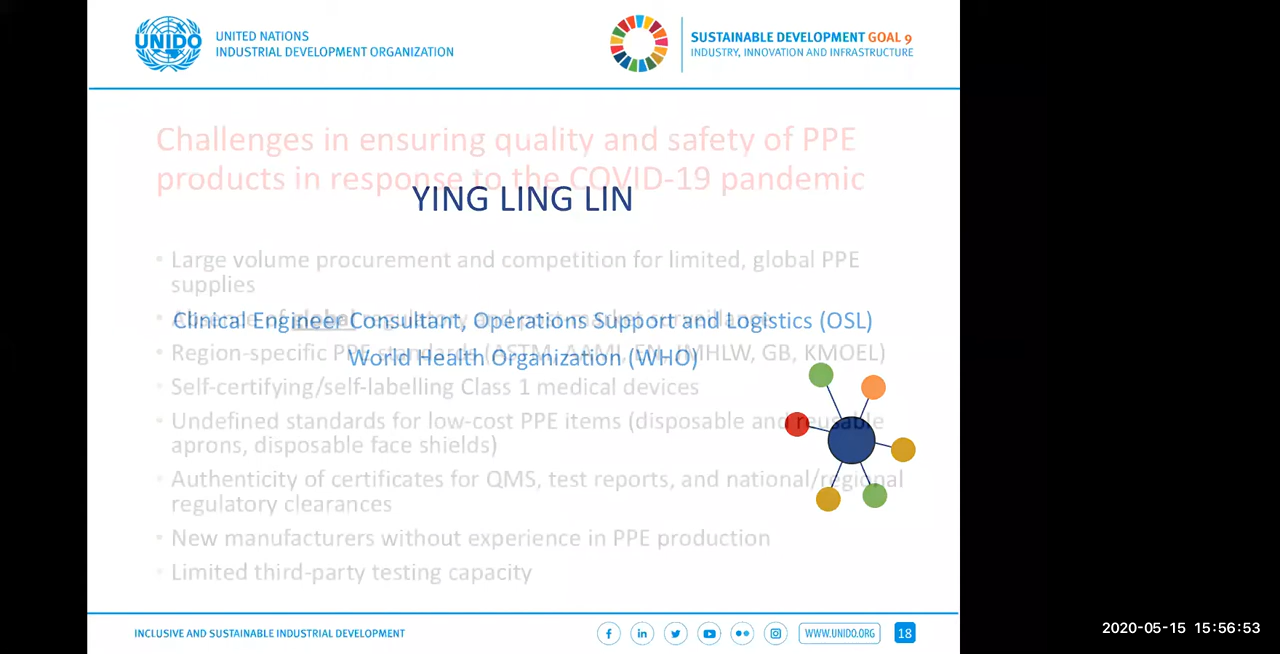 UNIDO
UNITED NATIONS
INDUSTRIAL DEVELOPMENT ORGANIZATION
SUSTAINABLE DEVELOPMENT GOAL 9
INDUSTRY, INNOVATION AND INFRASTRUCTURE
Challenges in ensuring quality and safety of PPE
products in response to the COVID-19 pandemic
YING LING LIN
• Large volume procurement and competition for limited, global PPE
supplies
Clinical Engineer Consultant, Operations Support and Logistics (OSL)
• global
World Health Organization (WHO)
• Region-specific PPE standards (ASTM, AAMI, EN, JMHLW, GB, KMOEL)
• Self-certifying/self-labelling Class 1 medical devices
• Undefined standards for low-cost PPE items (disposable and reusable
aprons, disposable face shields)
• Authenticity of certificates for QMS, test reports, and national/regional
regulatory clearances
• New manufacturers without experience in PPE production
• Limited third-party testing capacity
INCLUSIVE AND SUSTAINABLE INDUSTRIAL DEVELOPMENT
WWW.UNIDO.ORG
18
2020-05-15 15:56:53